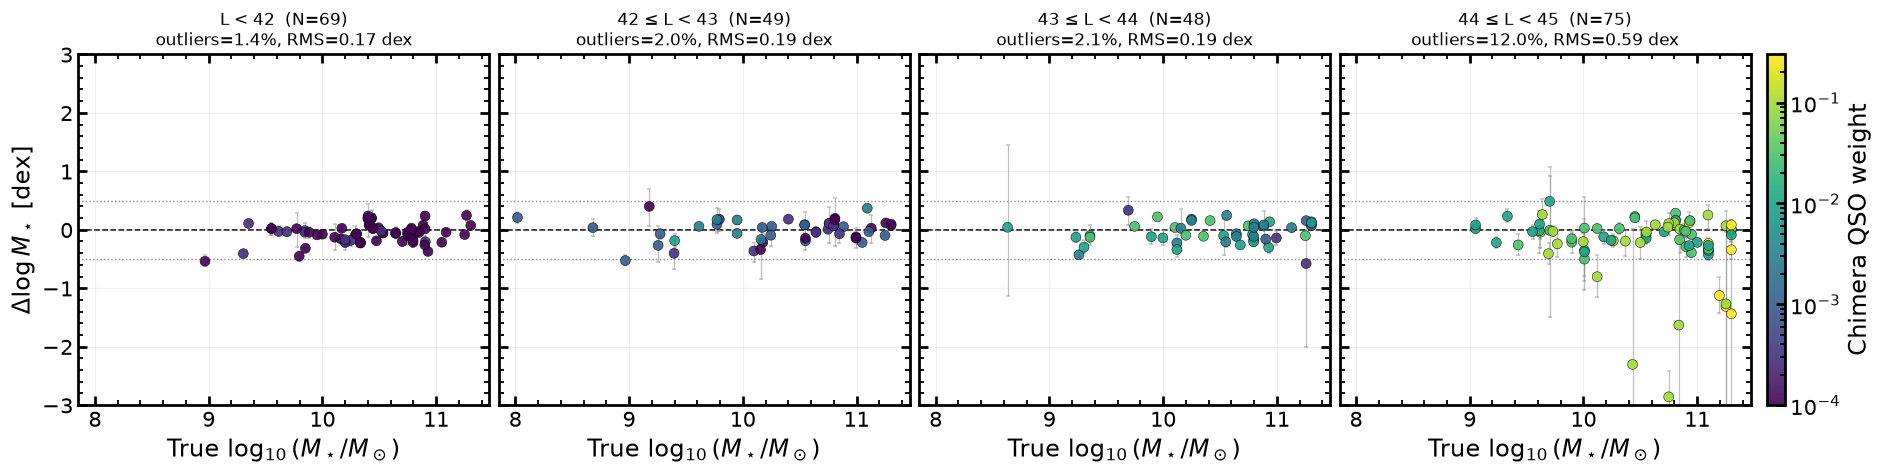 L < 42 (N=69)
outliers=1.4%, RMS=0.17 dex
42 ≤ L < 43 (N=49)
outliers=2.0%, RMS=0.19 dex
43 ≤ L < 44 (N=48)
outliers=2.1%, RMS=0.19 dex
44 ≤ L < 45 (N=75)
outliers=12.0%, RMS=0.59 dex
3
2
1
0
−1
−2
−3
Δlog M⋆ [dex]
8 9 10 11
8 9 10 11
8 9 10 11
8 9 10 11
True log₁₀ (M⋆/M⊙)
True log₁₀ (M⋆/M⊙)
True log₁₀ (M⋆/M⊙)
True log₁₀ (M⋆/M⊙)
10⁻¹
10⁻²
10⁻³
10⁻⁴
Chimera QSO weight